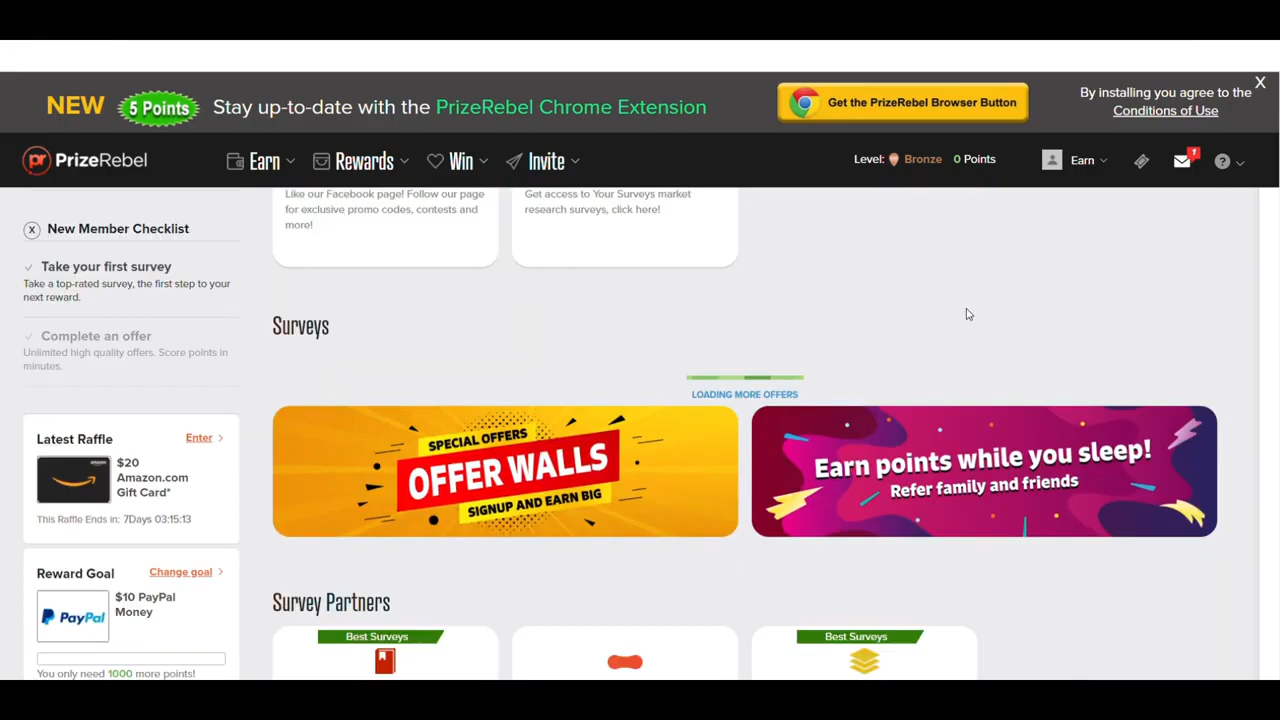 NEW 5 Points Stay up-to-date with the PrizeRebel Chrome Extension
Get the PrizeRebel Browser Button
By installing you agree to the
Conditions of Use
X
pr PrizeRebel
Earn
Rewards
Win
Invite
Level: Bronze 0 Points
Earn
1
?
X New Member Checklist
Take your first survey
Take a top-rated survey, the first step to your
next reward.
Complete an offer
Unlimited high quality offers. Score points in
minutes.
Latest Raffle Enter >
amazon
$20
Amazon.com
Gift Card*
This Raffle Ends in: 7Days 03:15:13
Reward Goal Change goal >
PayPal
$10 PayPal
Money
You only need 1000 more points!
Like our Facebook page! Follow our page
for exclusive promo codes, contests and
more!
Get access to Your Surveys market
research surveys, click here!
Surveys
LOADING MORE OFFERS
SPECIAL OFFERS
OFFER WALLS
SIGNUP AND EARN BIG
Earn points while you sleep!
Refer family and friends
Survey Partners
Best Surveys
Best Surveys